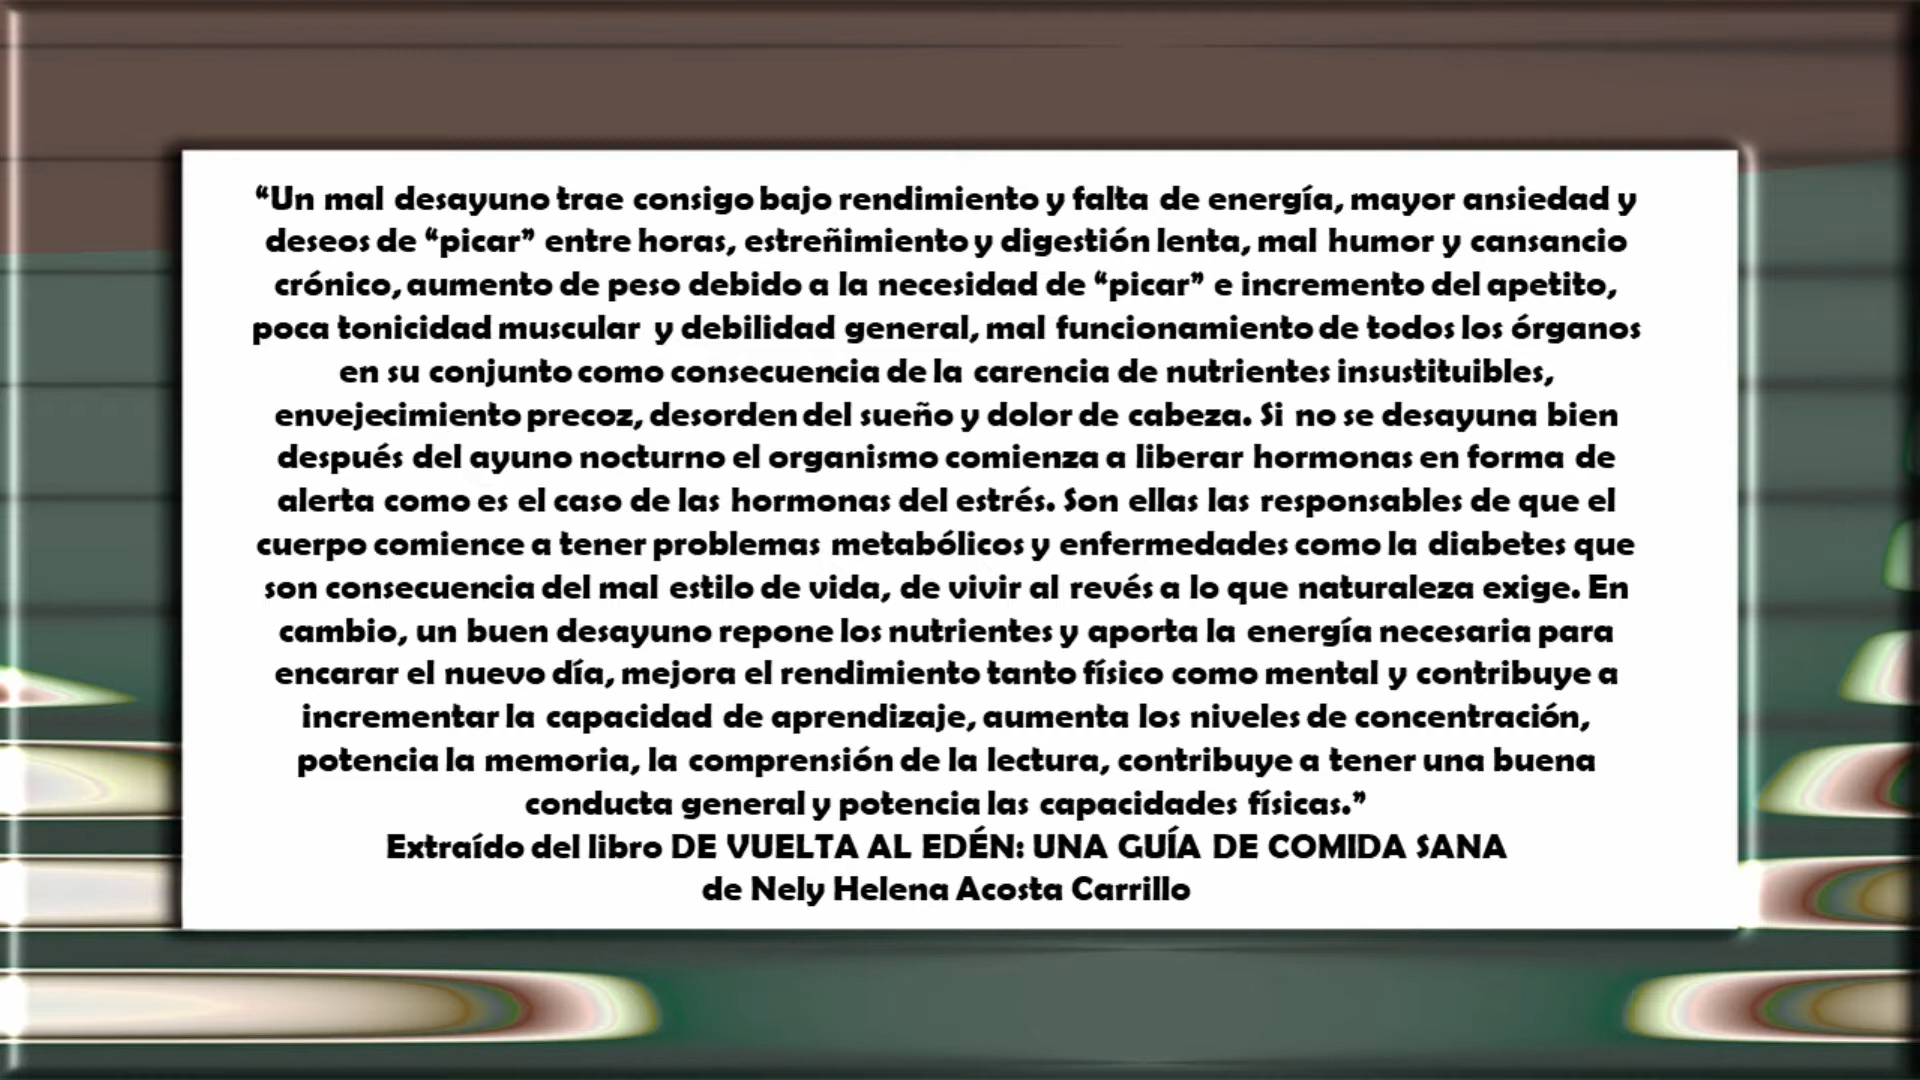 “Un mal desayuno trae consigo bajo rendimiento y falta de energía, mayor ansiedad y
deseos de “picar” entre horas, estreñimiento y digestión lenta, mal humor y cansancio
crónico, aumento de peso debido a la necesidad de “picar” e incremento del apetito,
poca tonicidad muscular y debilidad general, mal funcionamiento de todos los órganos
en su conjunto como consecuencia de la carencia de nutrientes insustituibles,
envejecimiento precoz, desorden del sueño y dolor de cabeza. Si no se desayuna bien
después del ayuno nocturno el organismo comienza a liberar hormonas en forma de
alerta como es el caso de las hormonas del estrés. Son ellas las responsables de que el
cuerpo comience a tener problemas metabólicos y enfermedades como la diabetes que
son consecuencia del mal estilo de vida, de vivir al revés a lo que naturaleza exige. En
cambio, un buen desayuno repone los nutrientes y aporta la energía necesaria para
encarar el nuevo día, mejora el rendimiento tanto físico como mental y contribuye a
incrementar la capacidad de aprendizaje, aumenta los niveles de concentración,
potencia la memoria, la comprensión de la lectura, contribuye a tener una buena
conducta general y potencia las capacidades físicas.”
Extraído del libro DE VUELTA AL EDÉN: UNA GUÍA DE COMIDA SANA
de Nely Helena Acosta Carrillo